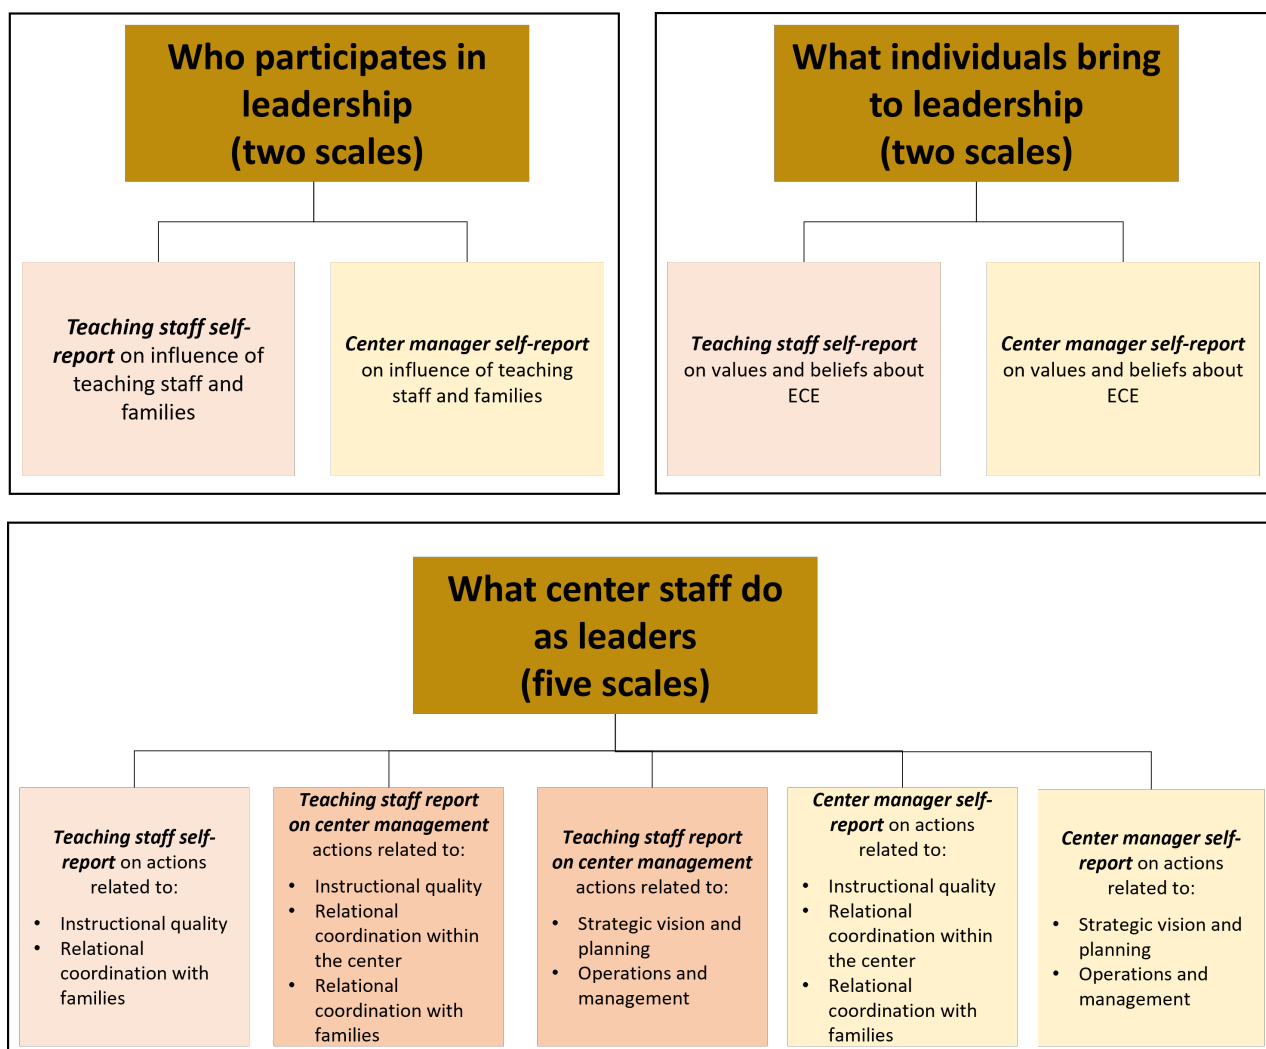 Who participates in
leadership
(two scales)
Teaching staff self-
report on influence of
teaching staff and
families
Center manager self-report
on influence of teaching
staff and families
What individuals bring
to leadership
(two scales)
Teaching staff self-report
on values and beliefs about
ECE
Center manager self-report
on values and beliefs about
ECE
What center staff do
as leaders
(five scales)
Teaching staff self-
report on actions
related to:
• Instructional quality
• Relational
coordination with
families
Teaching staff report
on center management
actions related to:
• Instructional quality
• Relational
coordination within
the center
• Relational
coordination with
families
Teaching staff report
on center management
actions related to:
• Strategic vision and
planning
• Operations and
management
Center manager self-
report on actions
related to:
• Instructional quality
• Relational
coordination within
the center
• Relational
coordination with
families
Center manager self-
report on actions
related to:
• Strategic vision and
planning
• Operations and
management